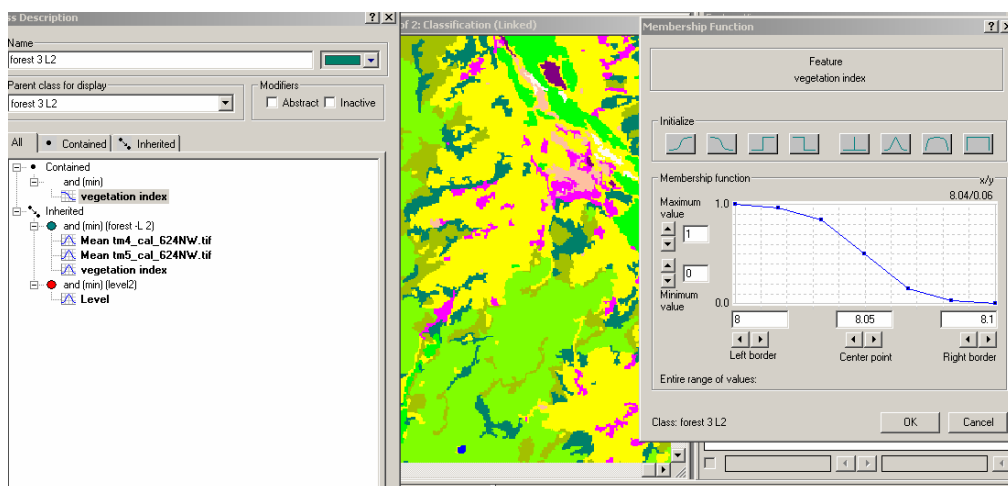 ss Description
Name
forest 3 L2
Parent class for display
forest 3 L2
Modifiers
Abstract
Inactive
All
Contained
Inherited
Contained
and (min)
vegetation index
Inherited
and (min) (forest -L 2)
Mean tm4_cal_624NW.tif
Mean tm5_cal_624NW.tif
vegetation index
and (min) (level2)
Level
of 2: Classification (Linked)
Membership Function
Feature
vegetation index
Initialize
Membership function
x/y
8.04/0.06
Maximum
value
1
1.0
0
Minimum
value
0.0
8
8.05
8.1
Left border
Center point
Right border
Entire range of values:
Class: forest 3 L2
OK
Cancel